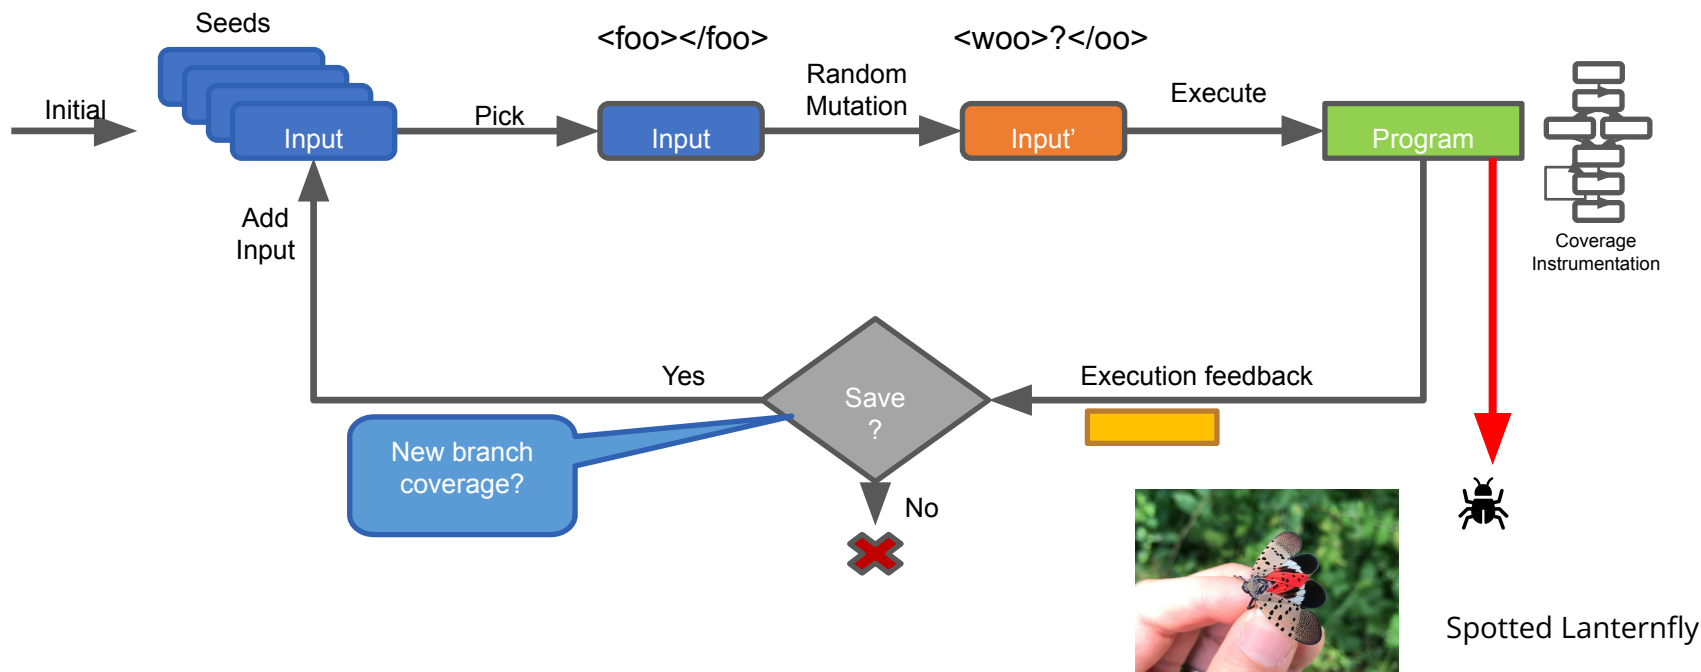 Seeds
<foo></foo>
<woo>?</oo>
Initial
Input
Pick
Input
Random
Mutation
Input’
Execute
Program
Coverage
Instrumentation
Add
Input
Yes
Save
?
Execution feedback
New branch
coverage?
No
Spotted Lanternfly